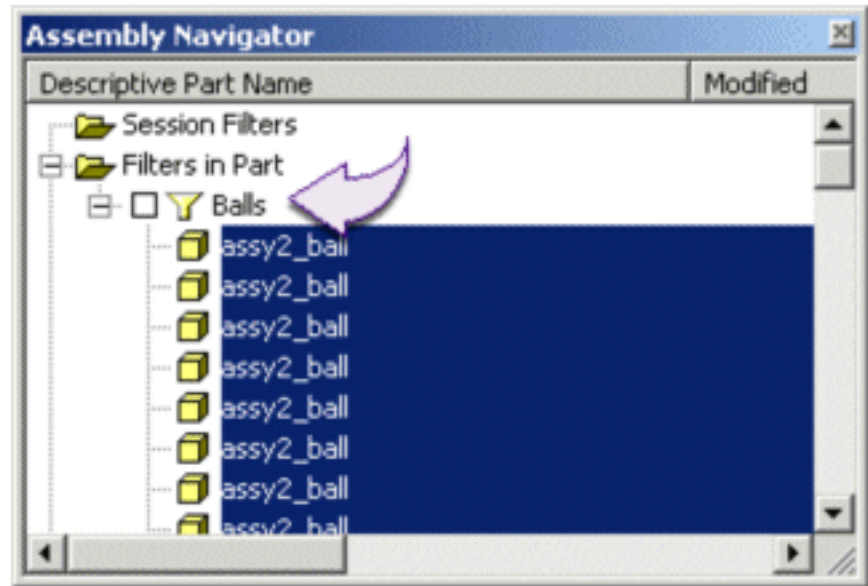 Assembly Navigator
Descriptive Part Name Modified
Session Filters
Filters in Part
Balls
assy2_ball
assy2_ball
assy2_ball
assy2_ball
assy2_ball
assy2_ball
assy2_ball
assy2_ball